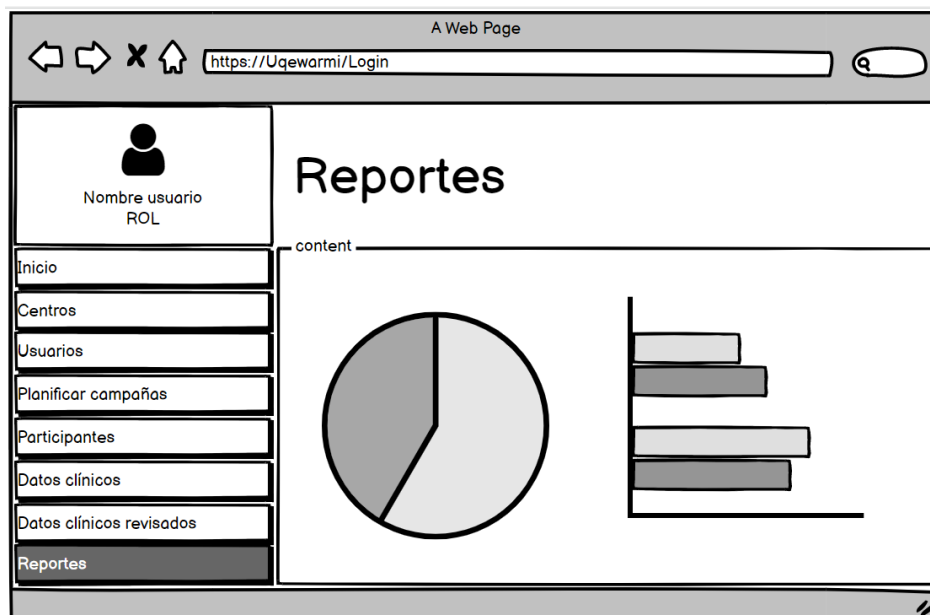 A Web Page
https://Uqewarmi/Login
Nombre usuario
ROL
Reportes
content
Inicio
Centros
Usuarios
Planificar campañas
Participantes
Datos clínicos
Datos clínicos revisados
Reportes